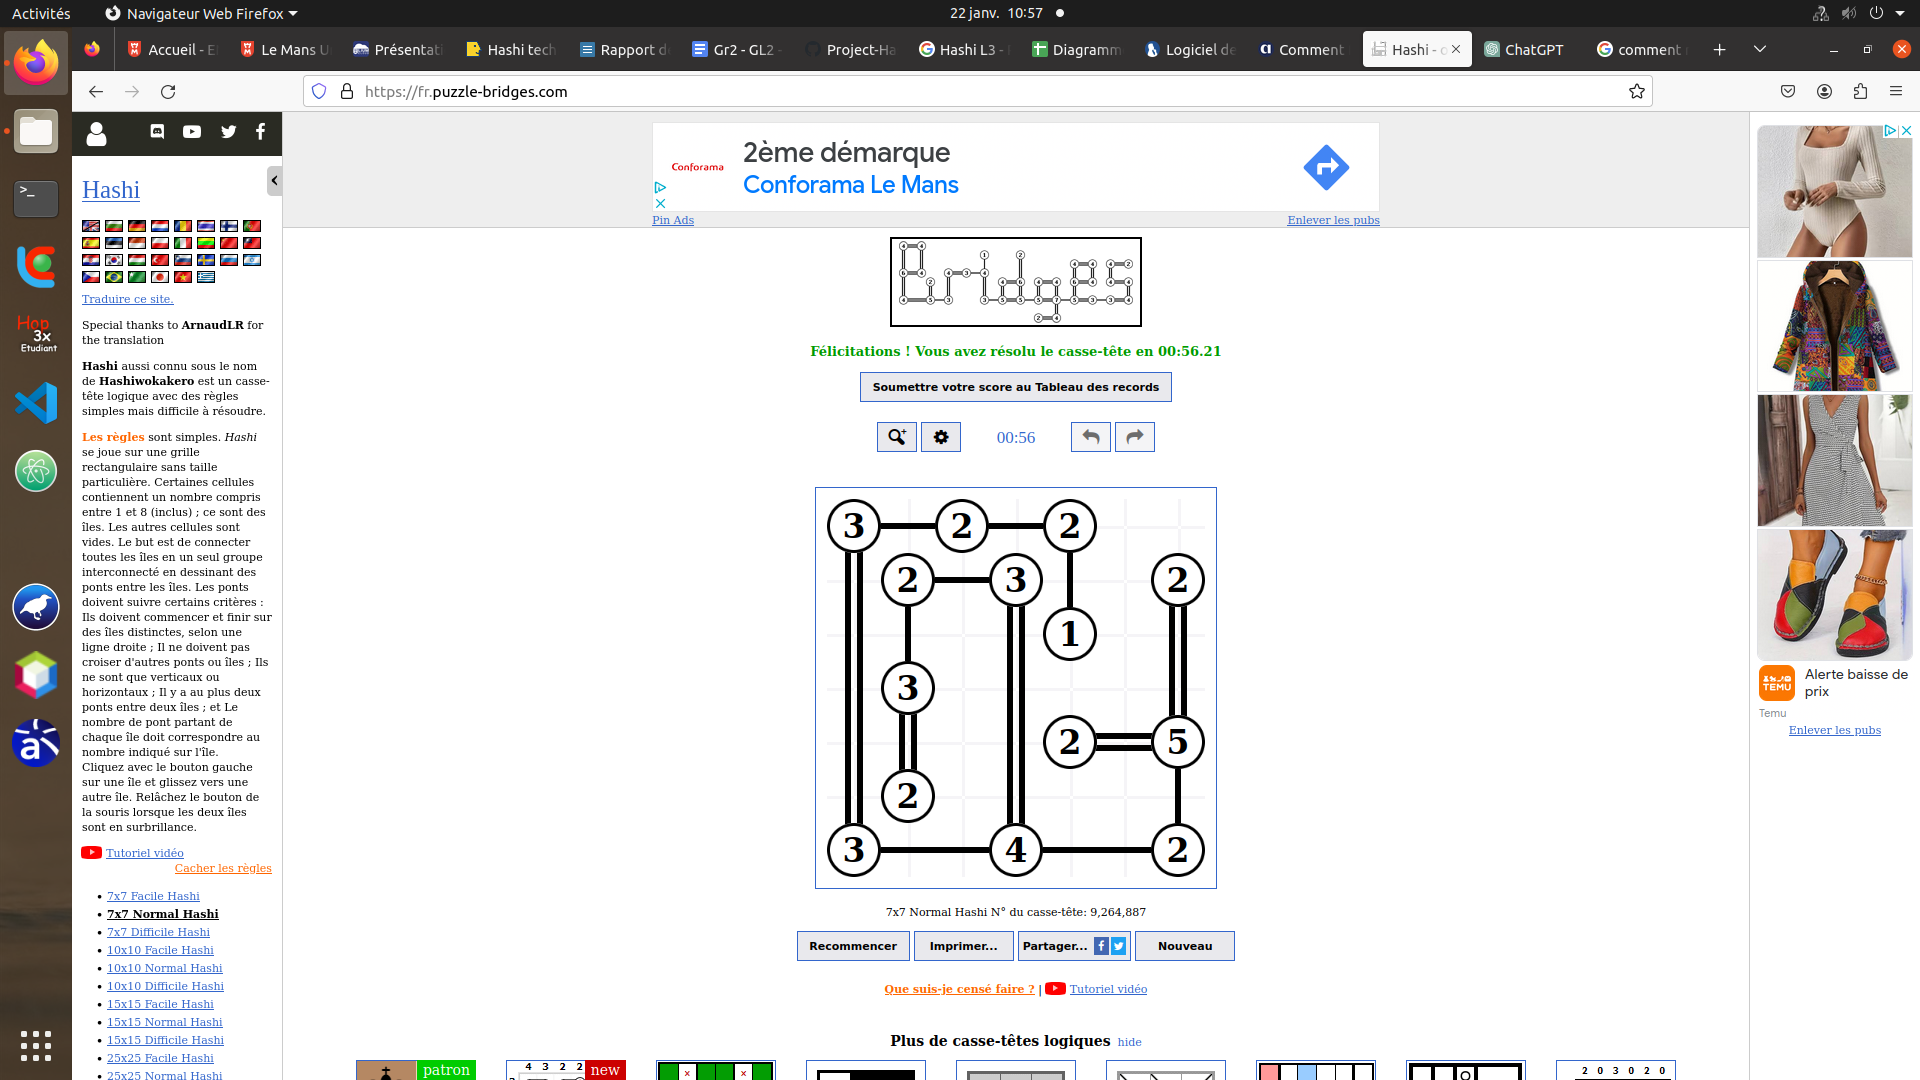 Activités
Navigateur Web Firefox
22 janv. 10:57
Accueil - E
Le Mans U
Présentati
Hashi tech
Rapport d
Gr2 - GL2 -
Project-Ha
Hashi L3 -
Diagramm
Logiciel de
Comment
Hashi - o
ChatGPT
comment
https://fr.puzzle-bridges.com
Hashi
Traduire ce site.
Special thanks to ArnaudLR for
the translation
Hashi aussi connu sous le nom
de Hashiwokakero est un casse-
tête logique avec des règles
simples mais difficile à résoudre.
Les règles sont simples. Hashi
se joue sur une grille
rectangulaire sans taille
particulière. Certaines cellules
contiennent un nombre compris
entre 1 et 8 (inclus) ; ce sont des
îles. Les autres cellules sont
vides. Le but est de connecter
toutes les îles en un seul groupe
interconnecté en dessinant des
ponts entre les îles. Les ponts
doivent suivre certains critères :
Ils doivent commencer et finir sur
des îles distinctes, selon une
ligne droite ; Il ne doivent pas
croiser d'autres ponts ou îles ; Ils
ne sont que verticaux ou
horizontaux ; Il y a au plus deux
ponts entre deux îles ; et Le
nombre de pont partant de
chaque île doit correspondre au
nombre indiqué sur l'île.
Cliquez avec le bouton gauche
sur une île et glissez vers une
autre île. Relâchez le bouton de
la souris lorsque les deux îles
sont en surbrillance.
Tutoriel vidéo
Cacher les règles
7x7 Facile Hashi
7x7 Normal Hashi
7x7 Difficile Hashi
10x10 Facile Hashi
10x10 Normal Hashi
10x10 Difficile Hashi
15x15 Facile Hashi
15x15 Normal Hashi
15x15 Difficile Hashi
25x25 Facile Hashi
25x25 Normal Hashi
Hop
3x
Etudiant
Conforama
2ème démarque
Conforama Le Mans
Pin Ads
Enlever les pubs
Félicitations ! Vous avez résolu le casse-tête en 00:56.21
Soumettre votre score au Tableau des records
00:56
3 2 2
2 3 2
1
3
2 5
2
3 4 2
7x7 Normal Hashi N° du casse-tête: 9,264,887
Recommencer
Imprimer...
Partager...
Nouveau
Que suis-je censé faire ? | Tutoriel vidéo
Plus de casse-têtes logiques hide
patron
4 3 2 2
new
2 0 3 0 2 0
TEMU
Alerte baisse de
prix
Temu
Enlever les pubs